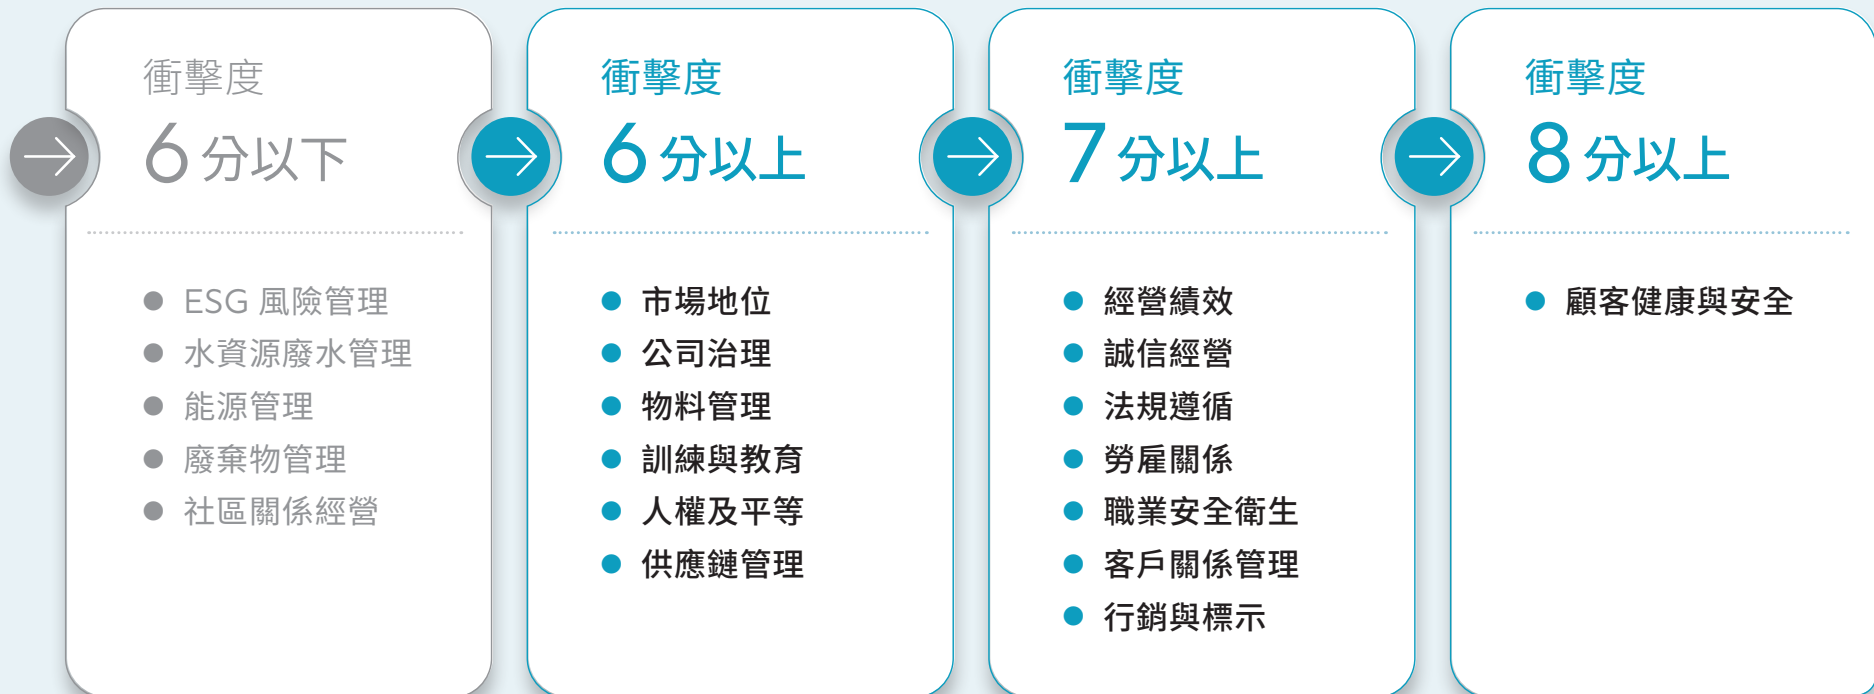 衝擊度
6 分以下
ESG 風險管理
水資源廢水管理
能源管理
廢棄物管理
社區關係經營
衝擊度
6 分以上
市場地位
公司治理
物料管理
訓練與教育
人權及平等
供應鏈管理
衝擊度
7 分以上
經營績效
誠信經營
法規遵循
勞雇關係
職業安全衛生
客戶關係管理
行銷與標示
衝擊度
8 分以上
顧客健康與安全